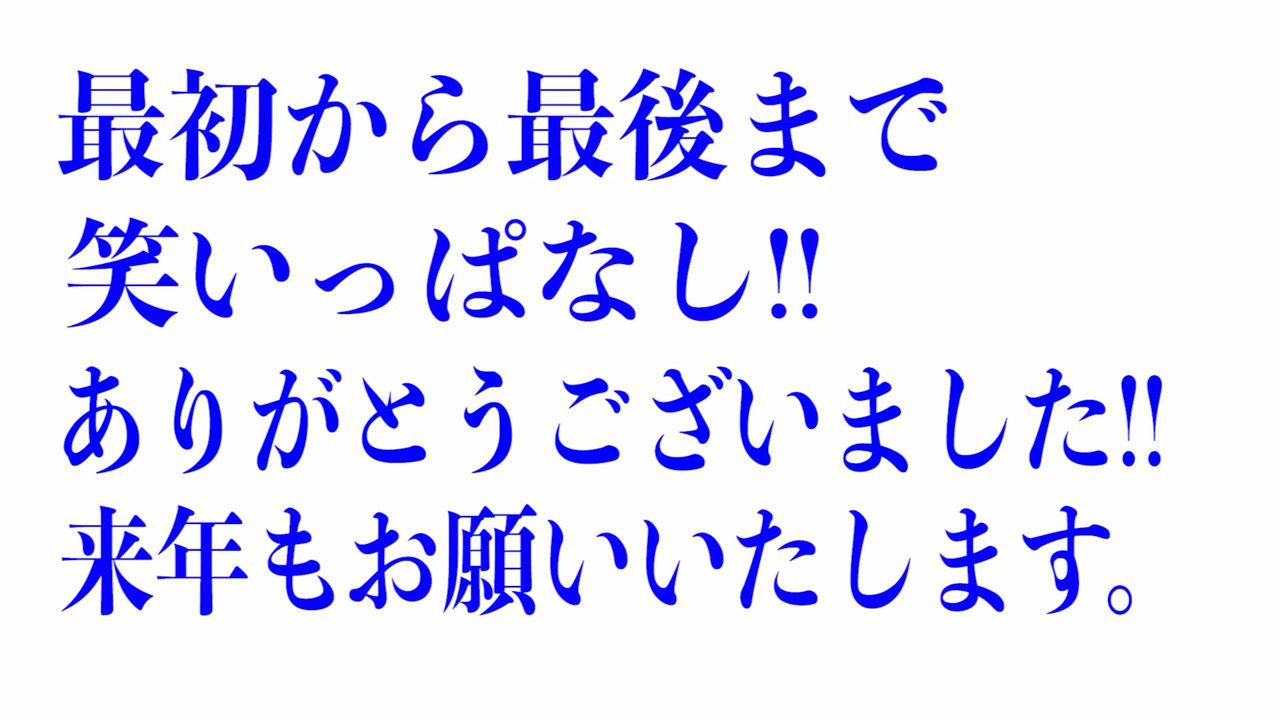 最初から最後まで
笑いっぱなし!!
ありがとうございました!!
来年もお願いいたします。